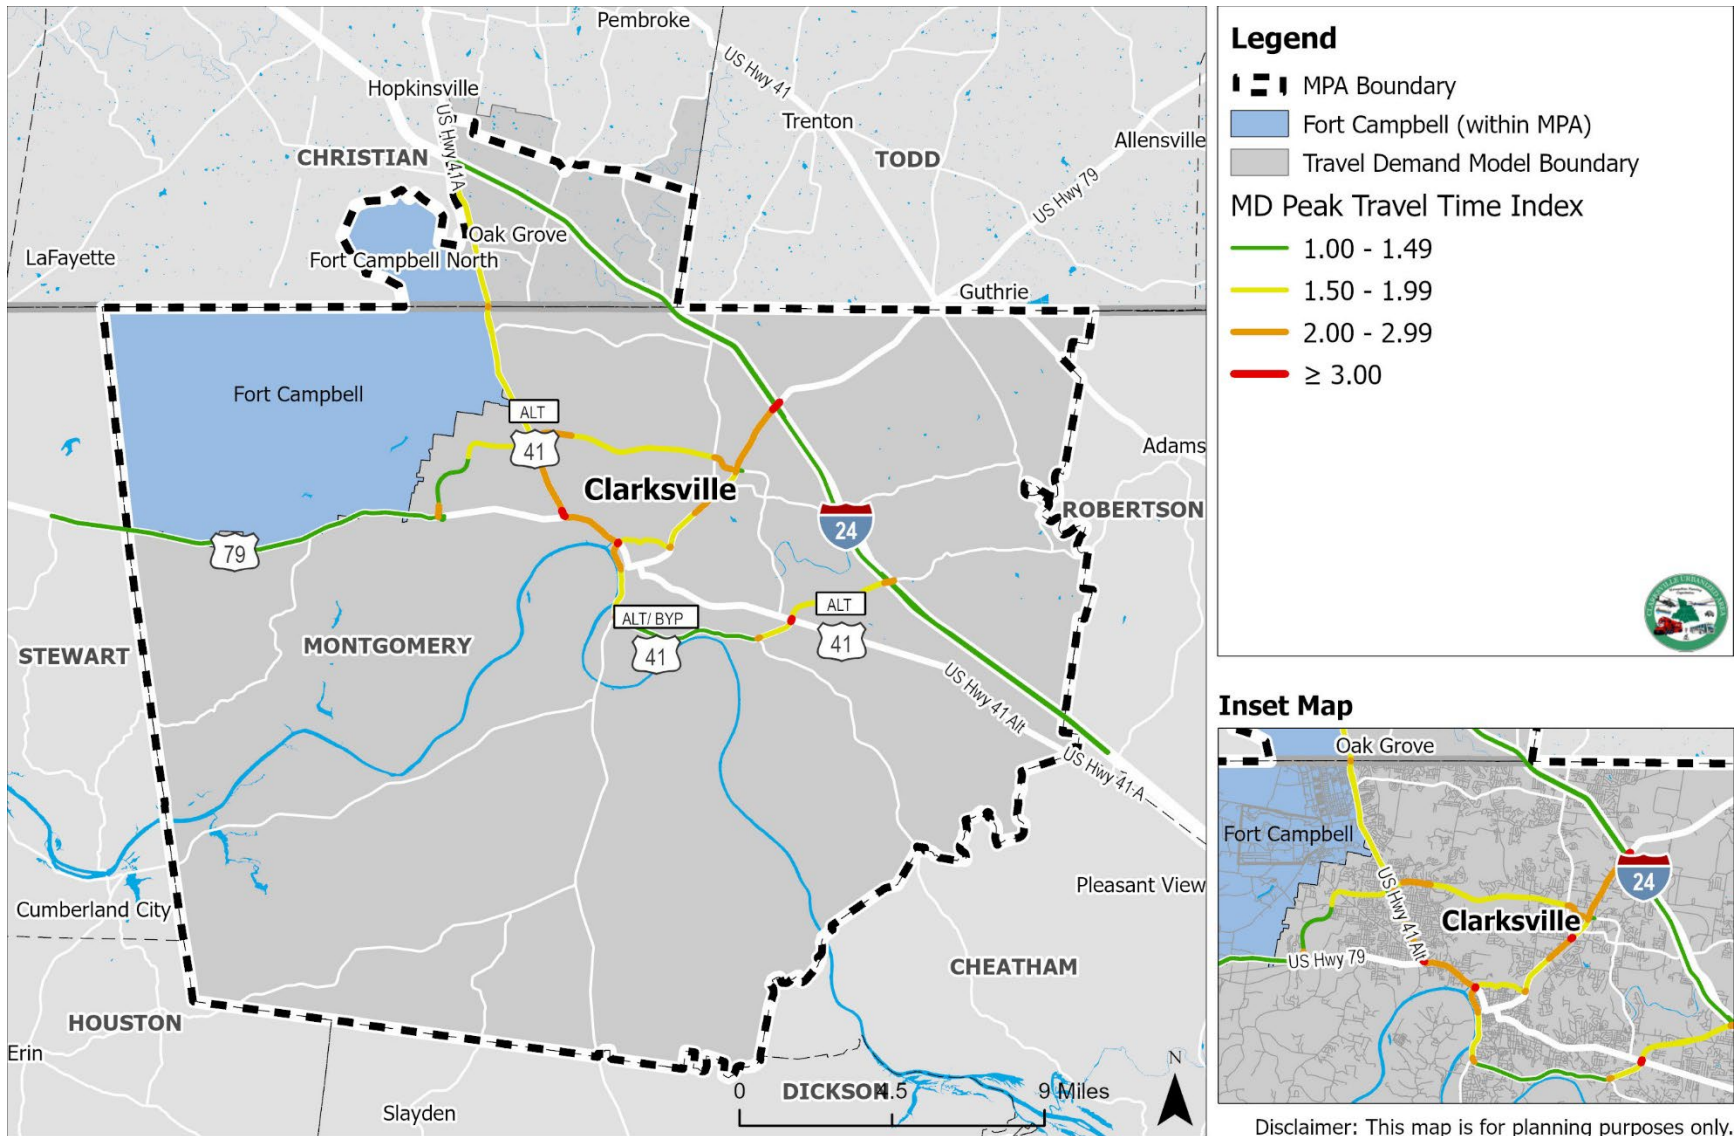 Pembroke
US Hwy 41
Hopkinsville
Trenton
Allensville
US Hwy 41A
CHRISTIAN
TODD
US Hwy 79
Oak Grove
LaFayette
Fort Campbell North
Guthrie
Fort Campbell
ALT
41
Adams
Clarksville
ROBERTSON
24
79
ALT/ BYP
41
ALT
41
MONTGOMERY
STEWART
US Hwy 41 Alt
US Hwy 41 A
Pleasant View
Cumberland City
CHEATHAM
HOUSTON
Erin
DICKSON
Slayden
0 4.5 9 Miles
N
Legend
MPA Boundary
Fort Campbell (within MPA)
Travel Demand Model Boundary
MD Peak Travel Time Index
1.00 - 1.49
1.50 - 1.99
2.00 - 2.99
≥ 3.00
CLARKSVILLE URBANIZED AREA
Inset Map
Oak Grove
Fort Campbell
US Hwy 41 Alt
24
Clarksville
US Hwy 79
Disclaimer: This map is for planning purposes only.